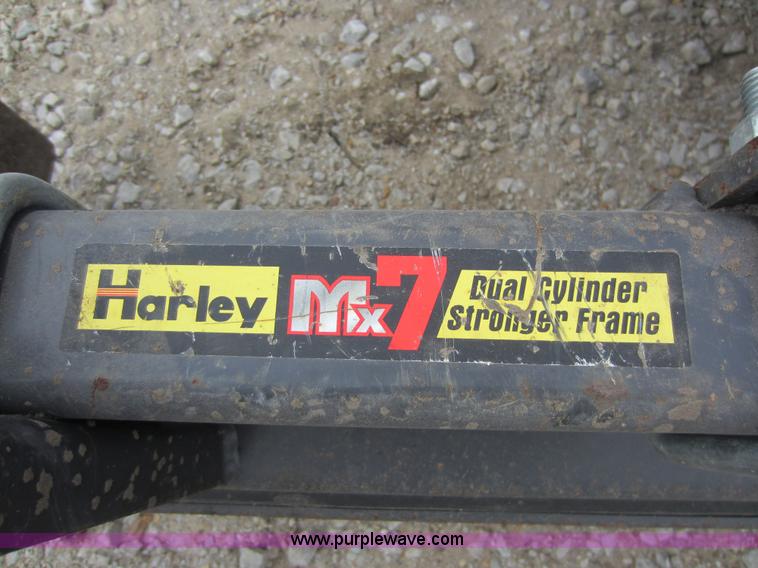 Harley Mx7 Dual Cylinder
Stronger Frame
www.purplewave.com